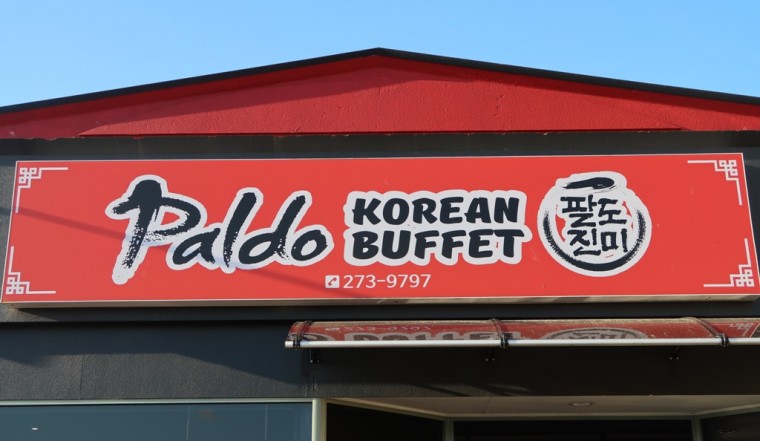 Paldo
KOREAN
BUFFET
팔도
진미
273-9797